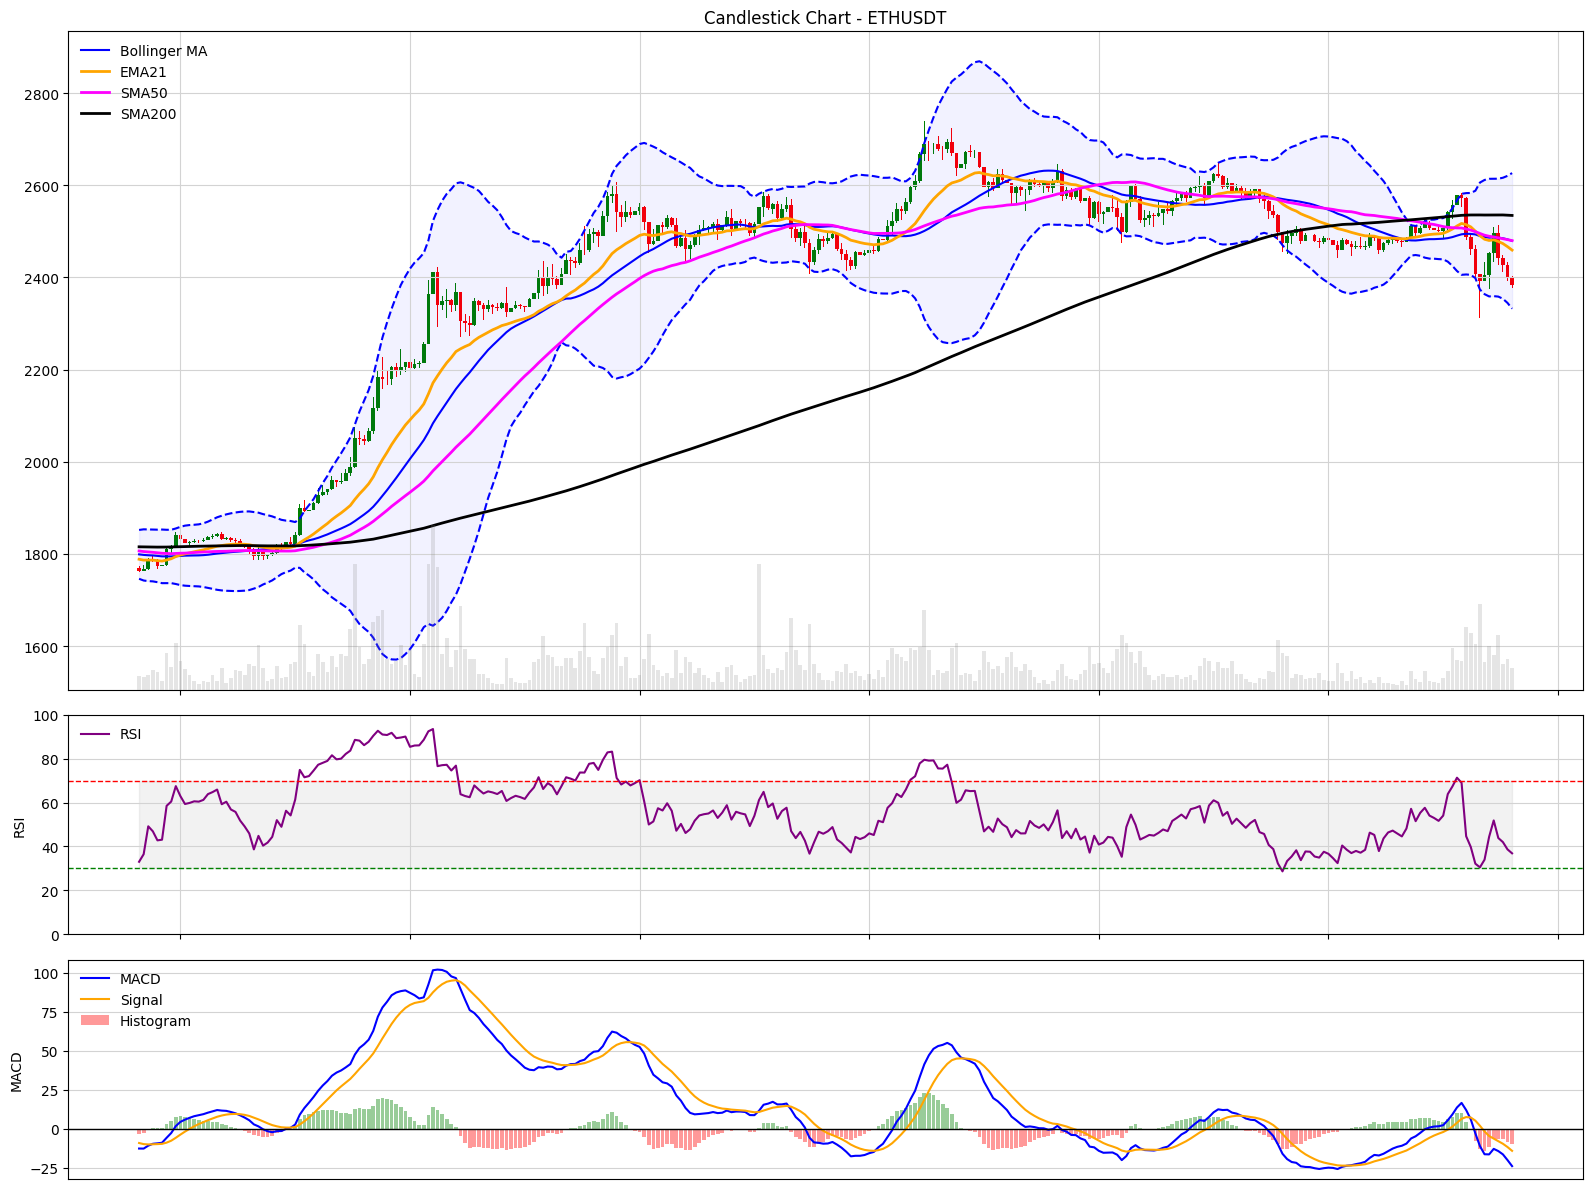 Candlestick Chart - ETHUSDT
Bollinger MA
EMA21
SMA50
SMA200
2800
2600
2400
2200
2000
1800
1600
RSI
100
80
60
40
20
0
RSI
MACD
Signal
Histogram
100
75
50
25
0
−25
MACD